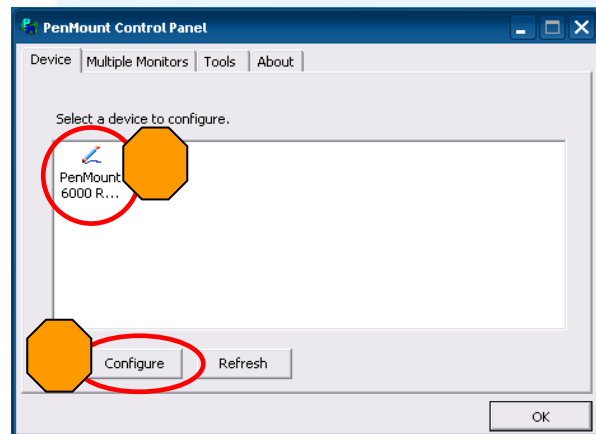 PenMount Control Panel
Device Multiple Monitors Tools About
Select a device to configure.
PenMount
6000 R...
Configure Refresh
OK